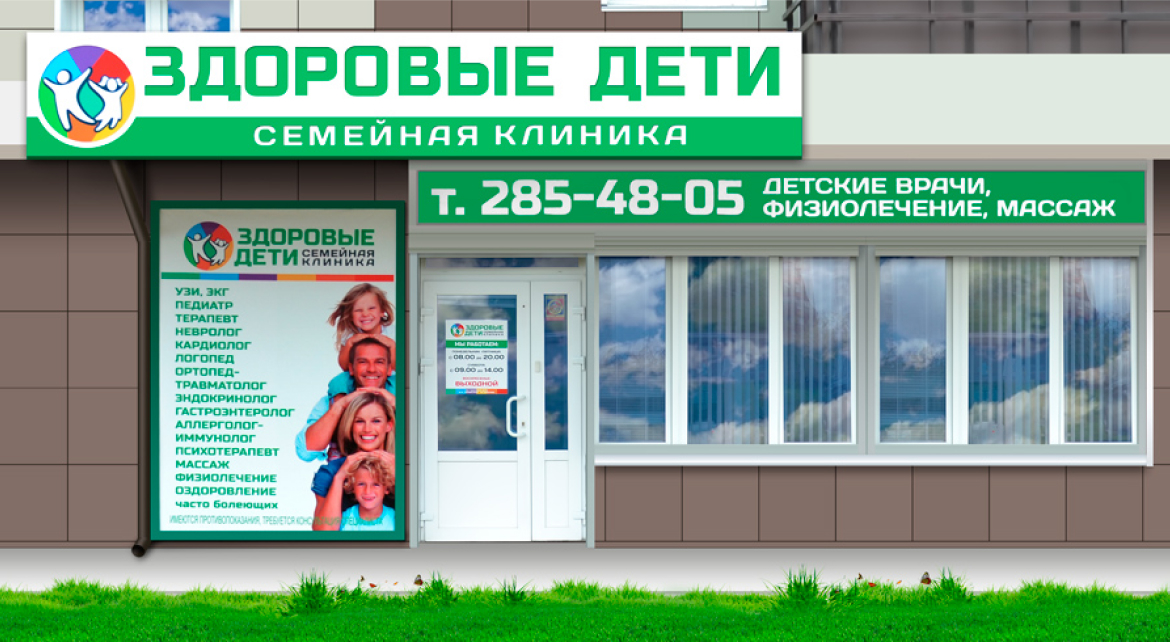 ЗДОРОВЫЕ ДЕТИ
СЕМЕЙНАЯ КЛИНИКА
т. 285-48-05
ДЕТСКИЕ ВРАЧИ,
ФИЗИОЛЕЧЕНИЕ, МАССАЖ
ЗДОРОВЫЕ
ДЕТИ СЕМЕЙНАЯ
КЛИНИКА
УЗИ, ЭКГ
ПЕДИАТР
ТЕРАПЕВТ
НЕВРОЛОГ
КАРДИОЛОГ
ЛОГОПЕД
ОРТОПЕД-
ТРАВМАТОЛОГ
ЭНДОКРИНОЛОГ
ГАСТРОЭНТЕРОЛОГ
АЛЛЕРГОЛОГ-
ИММУНОЛОГ
ПСИХОТЕРАПЕВТ
МАССАЖ
ФИЗИОЛЕЧЕНИЕ
ОЗДОРОВЛЕНИЕ
часто болеющих
ИМЕЮТСЯ ПРОТИВОПОКАЗАНИЯ, ТРЕБУЕТСЯ
ЗДОРОВЫЕ
ДЕТИ
МЫ РАБОТАЕМ:
с 08.00 до 20.00
с 09.00 до 14.00
ВЫХОДНОЙ